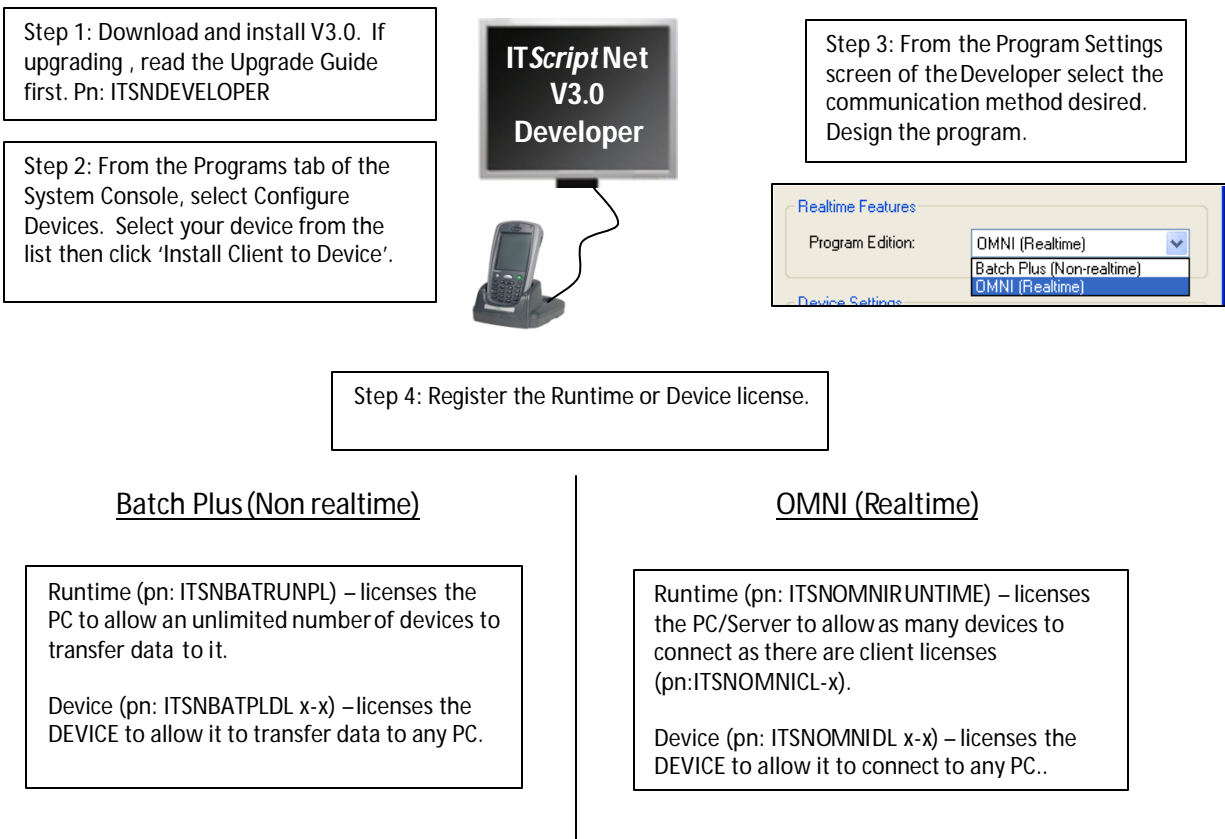 Step 1: Download and install V3.0.  If
upgrading , read the Upgrade Guide
first. Pn: ITSNDEVELOPER
Step 2: From the Programs tab of the
System Console, select Configure
Devices.  Select your device from the
list then click ‘Install Client to Device’.
ITScriptNet
V3.0
Developer
Step 3: From the Program Settings
screen of the Developer select the
communication method desired.
Design the program.
Realtime Features
Program Edition:
OMNI (Realtime)
Batch Plus (Non-realtime)
OMNI (Realtime)
Device Settings
Step 4: Register the Runtime or Device license.
Batch Plus (Non realtime)
Runtime (pn: ITSNBATRUNPL) – licenses the
PC to allow an unlimited number of devices to
transfer data to it.
Device (pn: ITSNBATPLDL x-x) – licenses the
DEVICE to allow it to transfer data to any PC.
OMNI (Realtime)
Runtime (pn: ITSNOMNIRUNTIME) – licenses
the PC/Server to allow as many devices to
connect as there are client licenses
(pn:ITSNOMNICL-x).
Device (pn: ITSNOMNIDL x-x) – licenses the
DEVICE to allow it to connect to any PC..